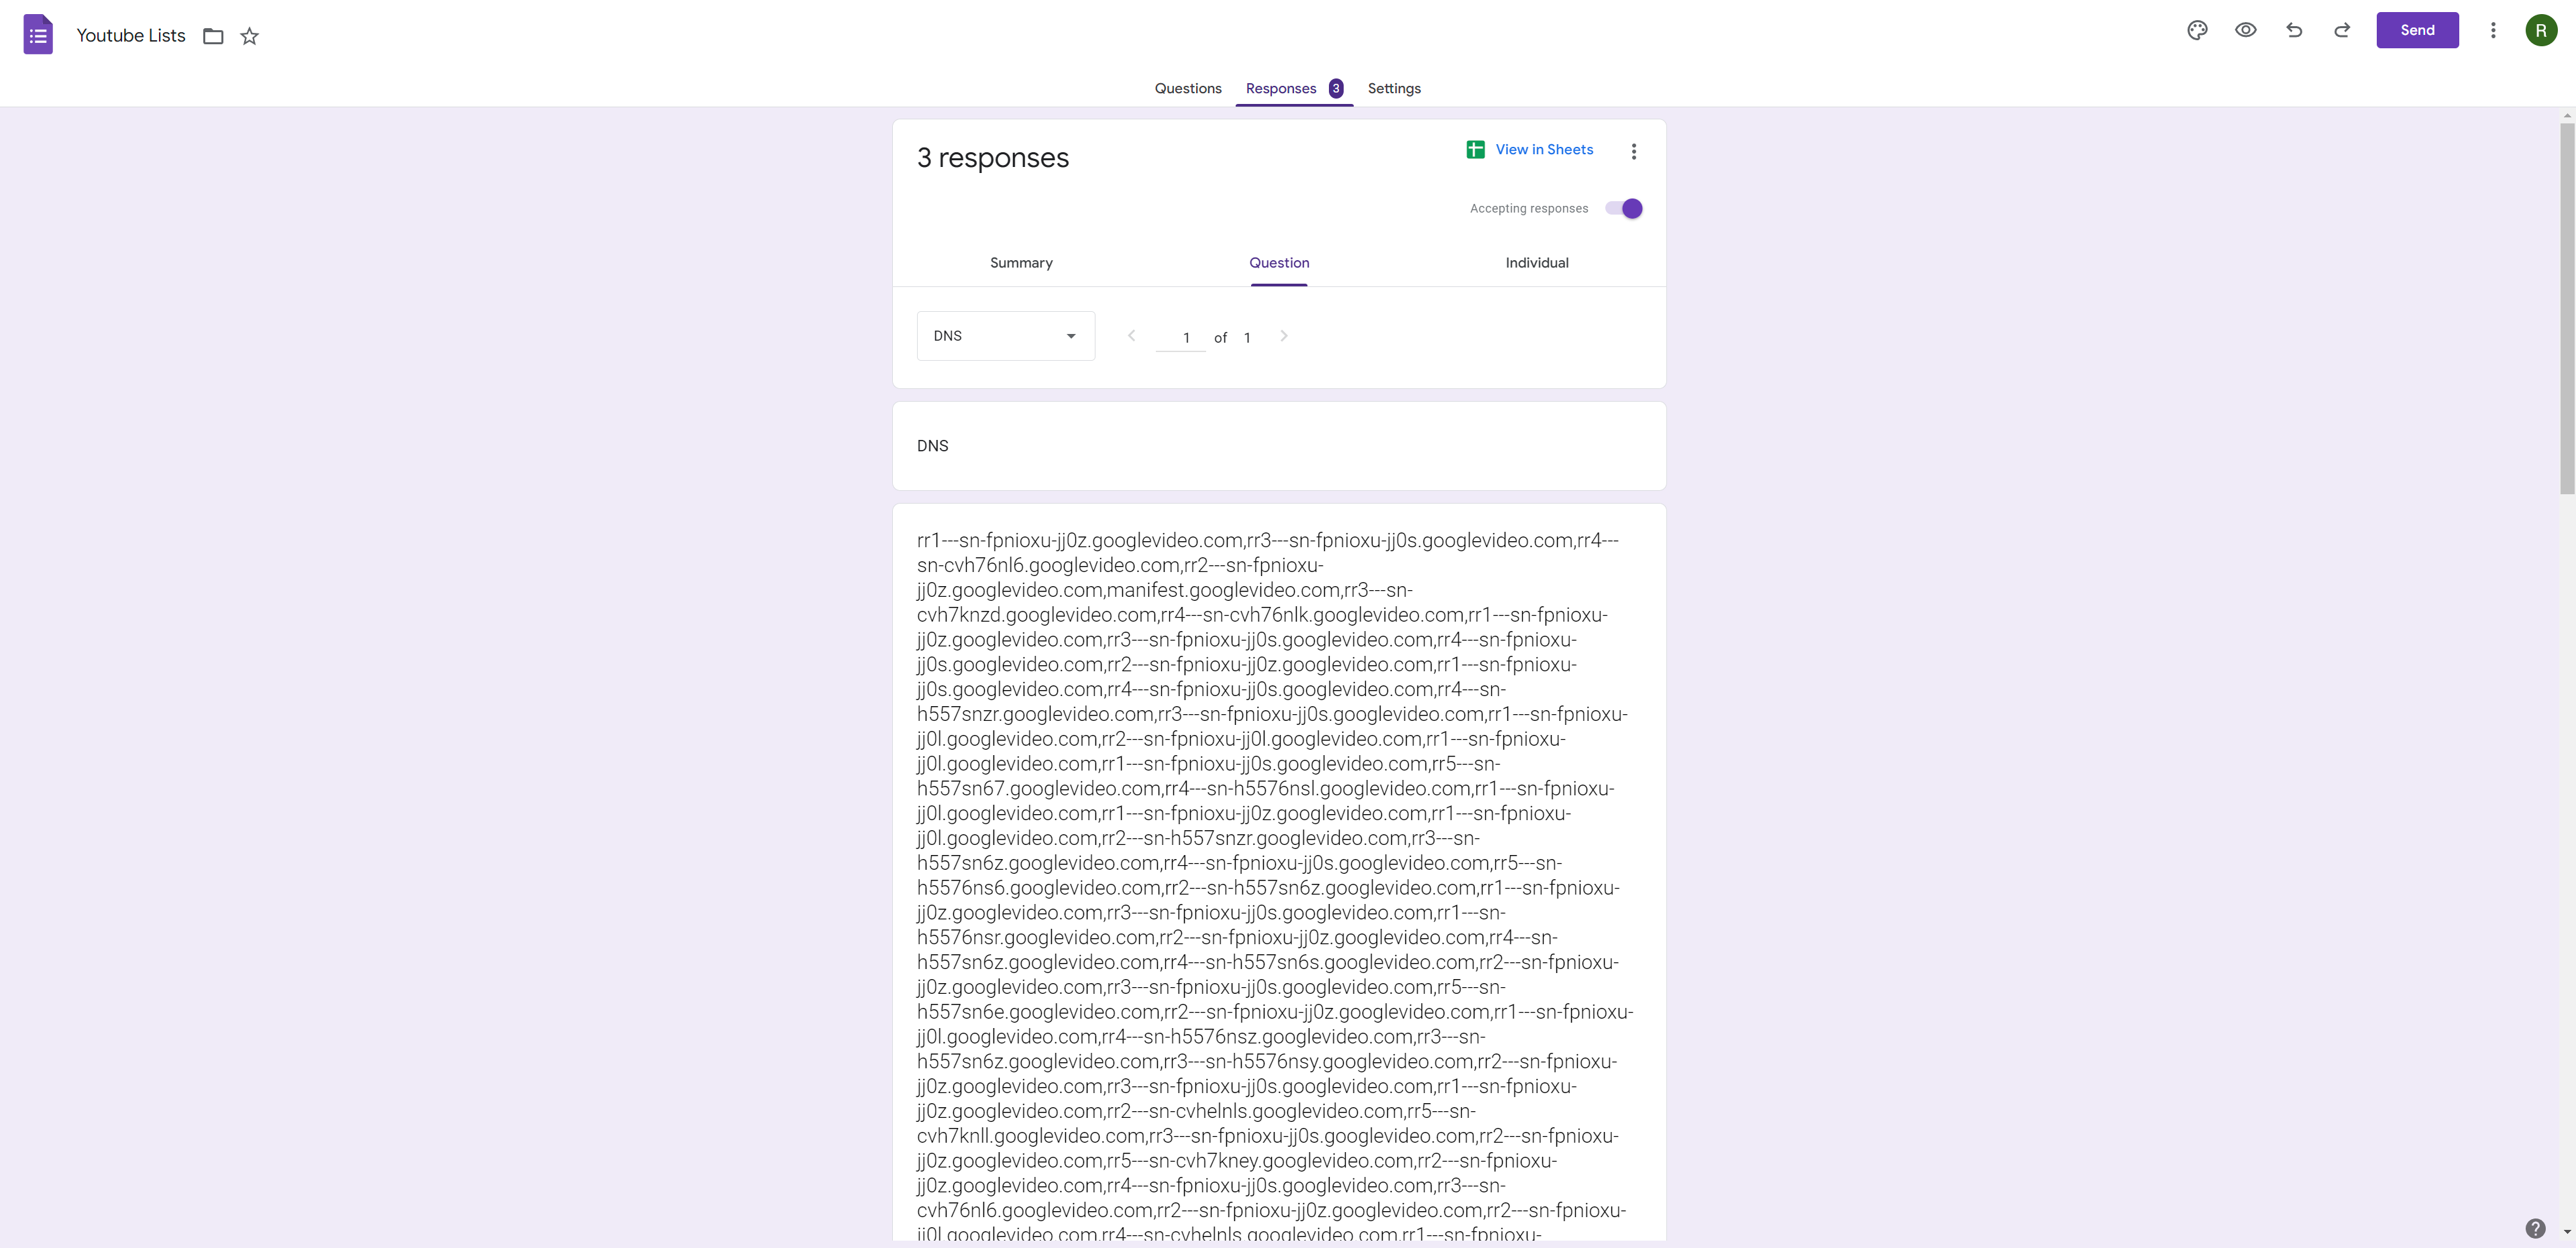 Youtube Lists
Send
R
Questions
Responses 3
Settings
3 responses
View in Sheets
Accepting responses
Summary
Question
Individual
DNS
1 of 1
DNS
rr1---sn-fpnioxu-jj0z.googlevideo.com,rr3---sn-fpnioxu-jj0s.googlevideo.com,rr4---
sn-cvh76nl6.googlevideo.com,rr2---sn-fpnioxu-
jj0z.googlevideo.com,manifest.googlevideo.com,rr3---sn-
cvh7knzd.googlevideo.com,rr4---sn-cvh76nlk.googlevideo.com,rr1---sn-fpnioxu-
jj0z.googlevideo.com,rr3---sn-fpnioxu-jj0s.googlevideo.com,rr4---sn-fpnioxu-
jj0s.googlevideo.com,rr2---sn-fpnioxu-jj0z.googlevideo.com,rr1---sn-fpnioxu-
jj0s.googlevideo.com,rr4---sn-fpnioxu-jj0s.googlevideo.com,rr4---sn-
h557snzr.googlevideo.com,rr3---sn-fpnioxu-jj0s.googlevideo.com,rr1---sn-fpnioxu-
jj0l.googlevideo.com,rr2---sn-fpnioxu-jj0l.googlevideo.com,rr1---sn-fpnioxu-
jj0l.googlevideo.com,rr1---sn-fpnioxu-jj0s.googlevideo.com,rr5---sn-
h557sn67.googlevideo.com,rr4---sn-h5576nsl.googlevideo.com,rr1---sn-fpnioxu-
jj0l.googlevideo.com,rr1---sn-fpnioxu-jj0z.googlevideo.com,rr1---sn-fpnioxu-
jj0l.googlevideo.com,rr2---sn-h557snzr.googlevideo.com,rr3---sn-
h557sn6z.googlevideo.com,rr4---sn-fpnioxu-jj0s.googlevideo.com,rr5---sn-
h5576ns6.googlevideo.com,rr2---sn-h557sn6z.googlevideo.com,rr1---sn-fpnioxu-
jj0z.googlevideo.com,rr3---sn-fpnioxu-jj0s.googlevideo.com,rr1---sn-
h5576nsr.googlevideo.com,rr2---sn-fpnioxu-jj0z.googlevideo.com,rr4---sn-
h557sn6z.googlevideo.com,rr4---sn-h557sn6s.googlevideo.com,rr2---sn-fpnioxu-
jj0z.googlevideo.com,rr3---sn-fpnioxu-jj0s.googlevideo.com,rr5---sn-
h557sn6e.googlevideo.com,rr2---sn-fpnioxu-jj0z.googlevideo.com,rr1---sn-fpnioxu-
jj0l.googlevideo.com,rr4---sn-h5576nsz.googlevideo.com,rr3---sn-
h557sn6z.googlevideo.com,rr3---sn-h5576nsy.googlevideo.com,rr2---sn-fpnioxu-
jj0z.googlevideo.com,rr3---sn-fpnioxu-jj0s.googlevideo.com,rr1---sn-fpnioxu-
jj0z.googlevideo.com,rr2---sn-cvhelnls.googlevideo.com,rr5---sn-
cvh7knll.googlevideo.com,rr3---sn-fpnioxu-jj0s.googlevideo.com,rr2---sn-fpnioxu-
jj0z.googlevideo.com,rr5---sn-cvh7kney.googlevideo.com,rr2---sn-fpnioxu-
jj0z.googlevideo.com,rr4---sn-fpnioxu-jj0s.googlevideo.com,rr3---sn-
cvh76nl6.googlevideo.com,rr2---sn-fpnioxu-jj0z.googlevideo.com,rr2---sn-fpnioxu-
jj0l.googlevideo.com,rr4---sn-cvhelnls.googlevideo.com,rr1---sn-fpnioxu-